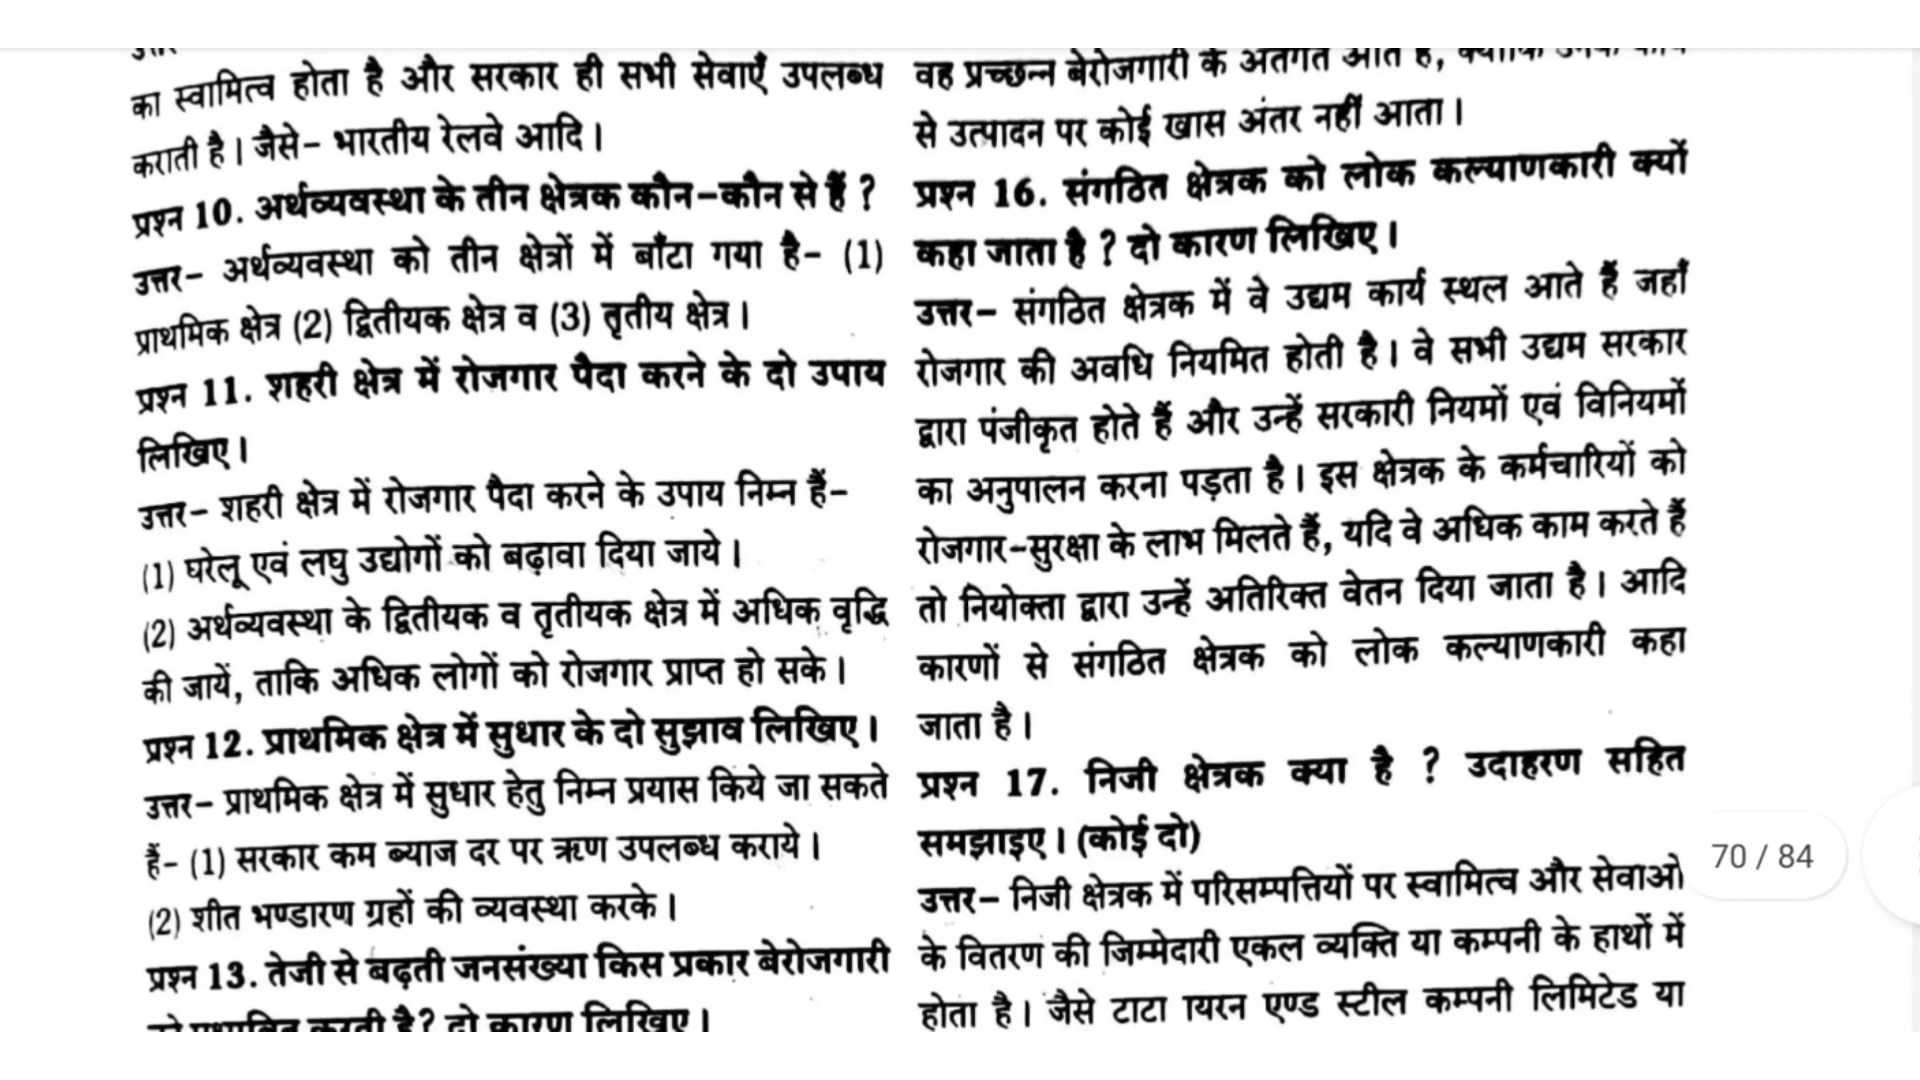 का स्वामित्व होता है और सरकार ही सभी सेवाएँ उपलब्ध
कराती है। जैसे– भारतीय रेलवे आदि।
प्रश्न 10. अर्थव्यवस्था के तीन क्षेत्रक कौन-कौन से हैं ?
उत्तर– अर्थव्यवस्था को तीन क्षेत्रों में बाँटा गया है– (1)
प्राथमिक क्षेत्र (2) द्वितीयक क्षेत्र व (3) तृतीय क्षेत्र।
प्रश्न 11. शहरी क्षेत्र में रोजगार पैदा करने के दो उपाय
लिखिए।
उत्तर– शहरी क्षेत्र में रोजगार पैदा करने के उपाय निम्न हैं–
(1) घरेलू एवं लघु उद्योगों को बढ़ावा दिया जाये।
(2) अर्थव्यवस्था के द्वितीयक व तृतीयक क्षेत्र में अधिक वृद्धि
की जायें, ताकि अधिक लोगों को रोजगार प्राप्त हो सके।
प्रश्न 12. प्राथमिक क्षेत्र में सुधार के दो सुझाव लिखिए।
उत्तर– प्राथमिक क्षेत्र में सुधार हेतु निम्न प्रयास किये जा सकते
हैं– (1) सरकार कम ब्याज दर पर ऋण उपलब्ध कराये।
(2) शीत भण्डारण ग्रहों की व्यवस्था करके।
प्रश्न 13. तेजी से बढ़ती जनसंख्या किस प्रकार बेरोजगारी
को प्रभावित करती है? दो कारण लिखिए।
वह प्रच्छन्न बेरोजगारी के अंतर्गत आते हैं, क्योंकि उनके कार्य
से उत्पादन पर कोई खास अंतर नहीं आता।
प्रश्न 16. संगठित क्षेत्रक को लोक कल्याणकारी क्यों
कहा जाता है ? दो कारण लिखिए।
उत्तर– संगठित क्षेत्रक में वे उद्यम कार्य स्थल आते हैं जहाँ
रोजगार की अवधि नियमित होती है। वे सभी उद्यम सरकार
द्वारा पंजीकृत होते हैं और उन्हें सरकारी नियमों एवं विनियमों
का अनुपालन करना पड़ता है। इस क्षेत्रक के कर्मचारियों को
रोजगार-सुरक्षा के लाभ मिलते हैं, यदि वे अधिक काम करते हैं
तो नियोक्ता द्वारा उन्हें अतिरिक्त वेतन दिया जाता है। आदि
कारणों से संगठित क्षेत्रक को लोक कल्याणकारी कहा
जाता है।
प्रश्न 17. निजी क्षेत्रक क्या है ? उदाहरण सहित
समझाइए। (कोई दो)
उत्तर– निजी क्षेत्रक में परिसम्पत्तियों पर स्वामित्व और सेवाओ
के वितरण की जिम्मेदारी एकल व्यक्ति या कम्पनी के हाथों में
होता है। जैसे टाटा ायरन एण्ड स्टील कम्पनी लिमिटेड या
70 / 84